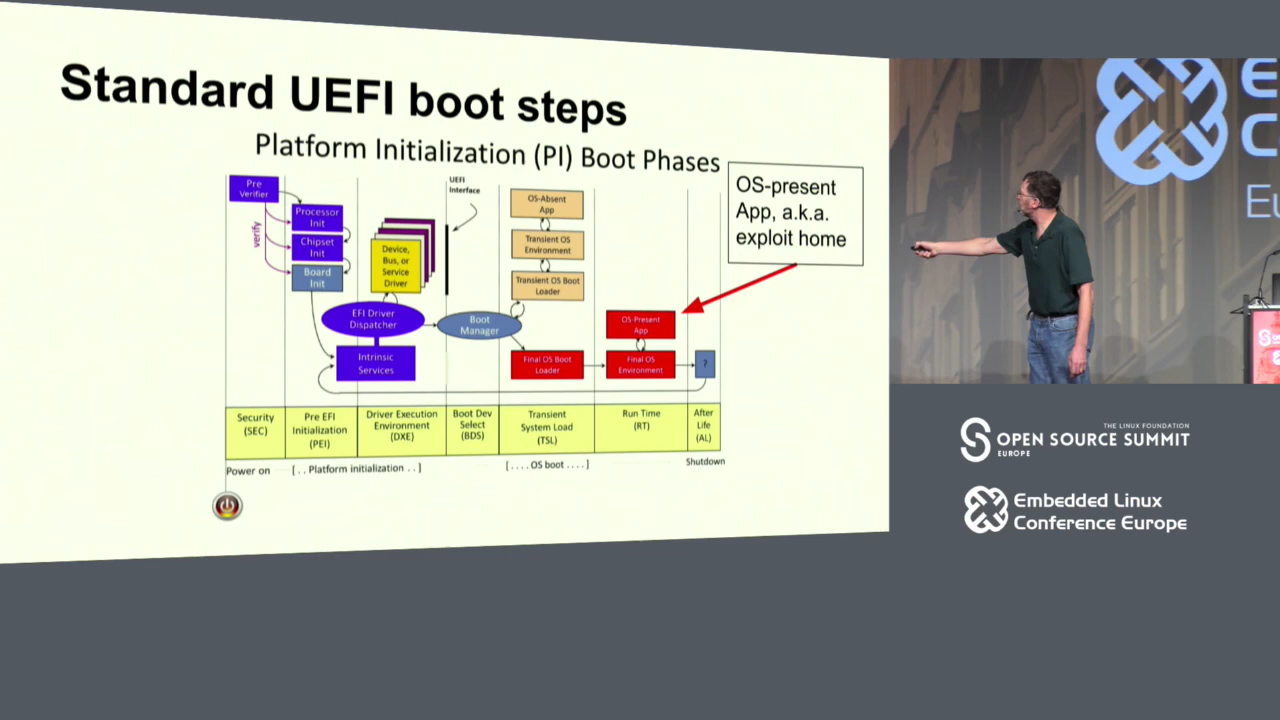 Standard UEFI boot steps
Platform Initialization (PI) Boot Phases
Pre
Verifier
verify
Processor
Init
Chipset
Init
Board
Init
Device,
Bus, or
Service
Driver
EFI Driver
Dispatcher
Intrinsic
Services
UEFI
Interface
Boot
Manager
OS-Absent
App
Transient OS
Environment
Transient OS Boot
Loader
Final OS Boot
Loader
OS-Present
App
Final OS
Environment
?
OS-present
App, a.k.a.
exploit home
Security
(SEC)
Pre EFI
Initialization
(PEI)
Driver Execution
Environment
(DXE)
Boot Dev
Select
(BDS)
Transient
System Load
(TSL)
Run Time
(RT)
After
Life
(AL)
Power on
[ . . Platform initialization . . ]
[ . . . . OS boot . . . . ]
Shutdown
E
C
Eu
THE LINUX FOUNDATION
OPEN SOURCE SUMMIT
EUROPE
Embedded Linux
Conference Europe